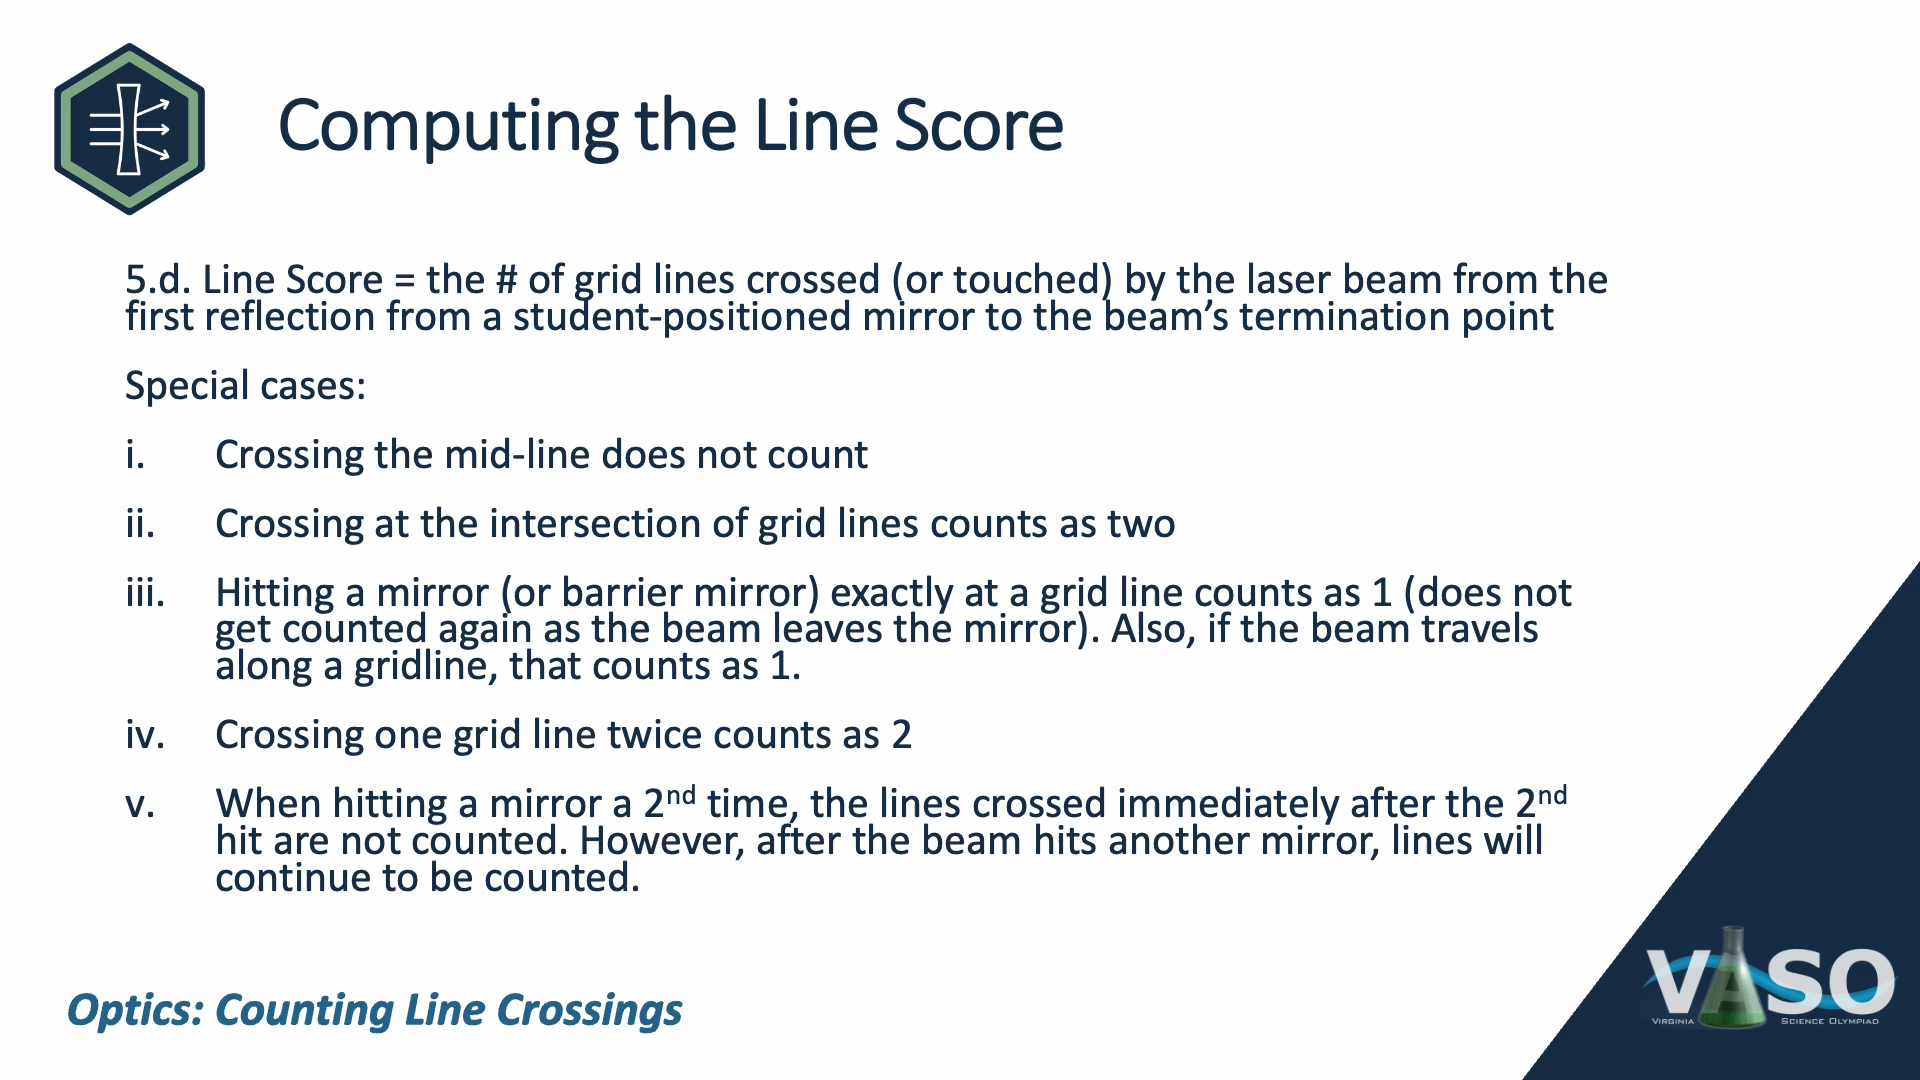 Computing the Line Score
5.d. Line Score = the # of grid lines crossed (or touched) by the laser beam from the
first reflection from a student-positioned mirror to the beam’s termination point
Special cases:
i. Crossing the mid-line does not count
ii. Crossing at the intersection of grid lines counts as two
iii. Hitting a mirror (or barrier mirror) exactly at a grid line counts as 1 (does not
get counted again as the beam leaves the mirror). Also, if the beam travels
along a gridline, that counts as 1.
iv. Crossing one grid line twice counts as 2
v. When hitting a mirror a 2nd time, the lines crossed immediately after the 2nd
hit are not counted. However, after the beam hits another mirror, lines will
continue to be counted.
Optics: Counting Line Crossings
VASO
Virginia Science Olympiad